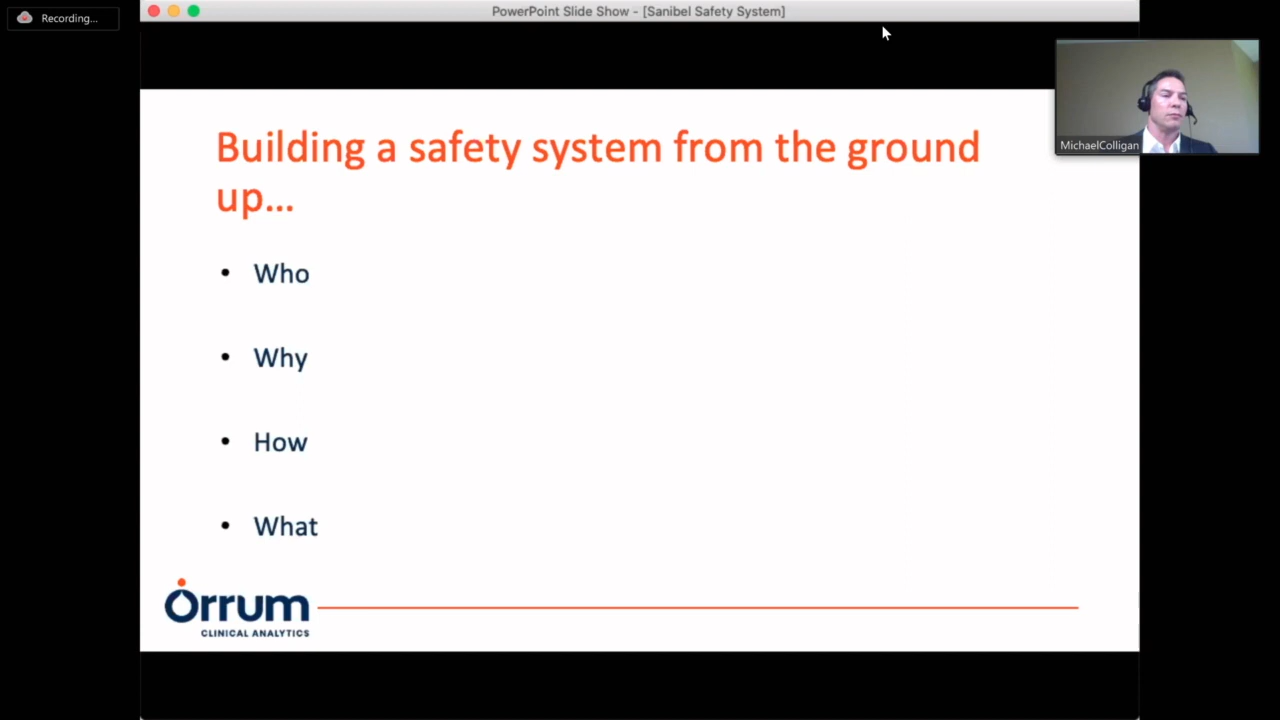 Recording...
PowerPoint Slide Show - [Sanibel Safety System]
MichaelColligan
Building a safety system from the ground
up...
• Who
• Why
• How
• What
Orrum
CLINICAL ANALYTICS